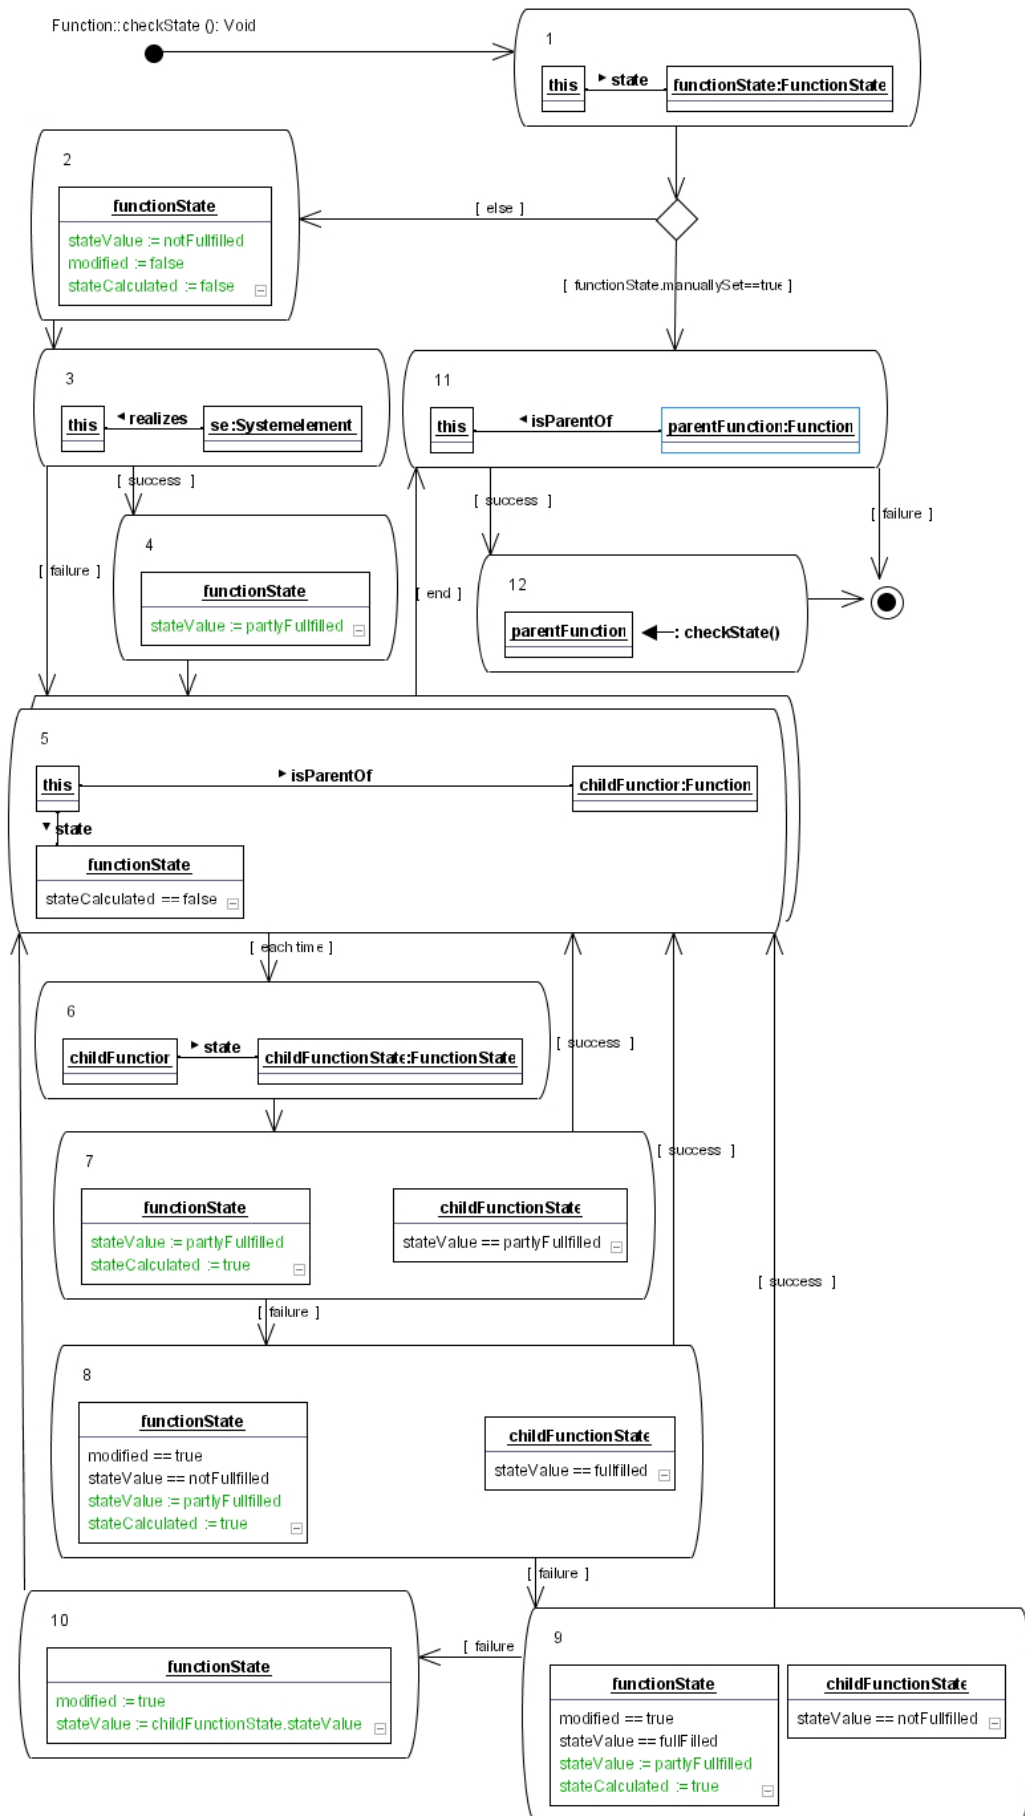 Function::checkState (): Void
1
this
► state
functionState:FunctionState
2
functionState
stateValue := notFullfilled
modified := false
stateCalculated := false
[ else ]
[ functionState.manuallySet==true ]
3
this
◄ realizes
se:Systemelement
11
this
◄ isParentOf
parentFunction:Function
[ success ]
[ success ]
[ failure ]
4
functionState
stateValue := partlyFullfilled
[ failure ]
[ end ]
12
parentFunction
: checkState()
5
this
► isParentOf
childFunction:Function
▼ state
functionState
stateCalculated == false
[ each time ]
6
childFunction
► state
childFunctionState:FunctionState
[ success ]
7
functionState
stateValue := partlyFullfilled
stateCalculated := true
childFunctionState
stateValue == partlyFullfilled
[ success ]
[ failure ]
[ success ]
8
functionState
modified == true
stateValue == notFullfilled
stateValue := partlyFullfilled
stateCalculated := true
childFunctionState
stateValue == fullfilled
[ failure ]
10
functionState
modified := true
stateValue := childFunctionState.stateValue
[ failure
9
functionState
modified == true
stateValue == fullFilled
stateValue := partlyFullfilled
stateCalculated := true
childFunctionState
stateValue == notFullfilled